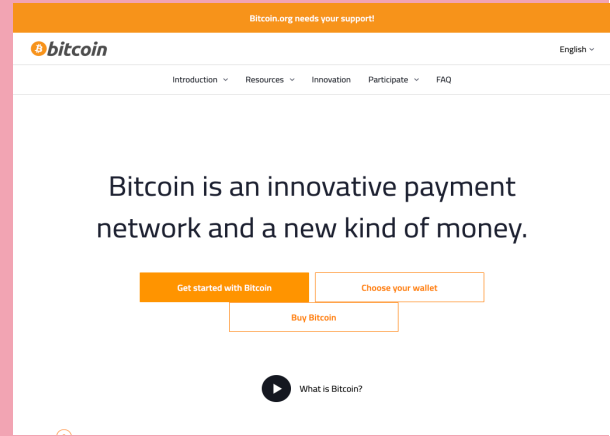 Bitcoin.org needs your support!
bitcoin
English
Introduction Resources Innovation Participate FAQ
Bitcoin is an innovative payment
network and a new kind of money.
Get started with Bitcoin Choose your wallet
Buy Bitcoin
What is Bitcoin?